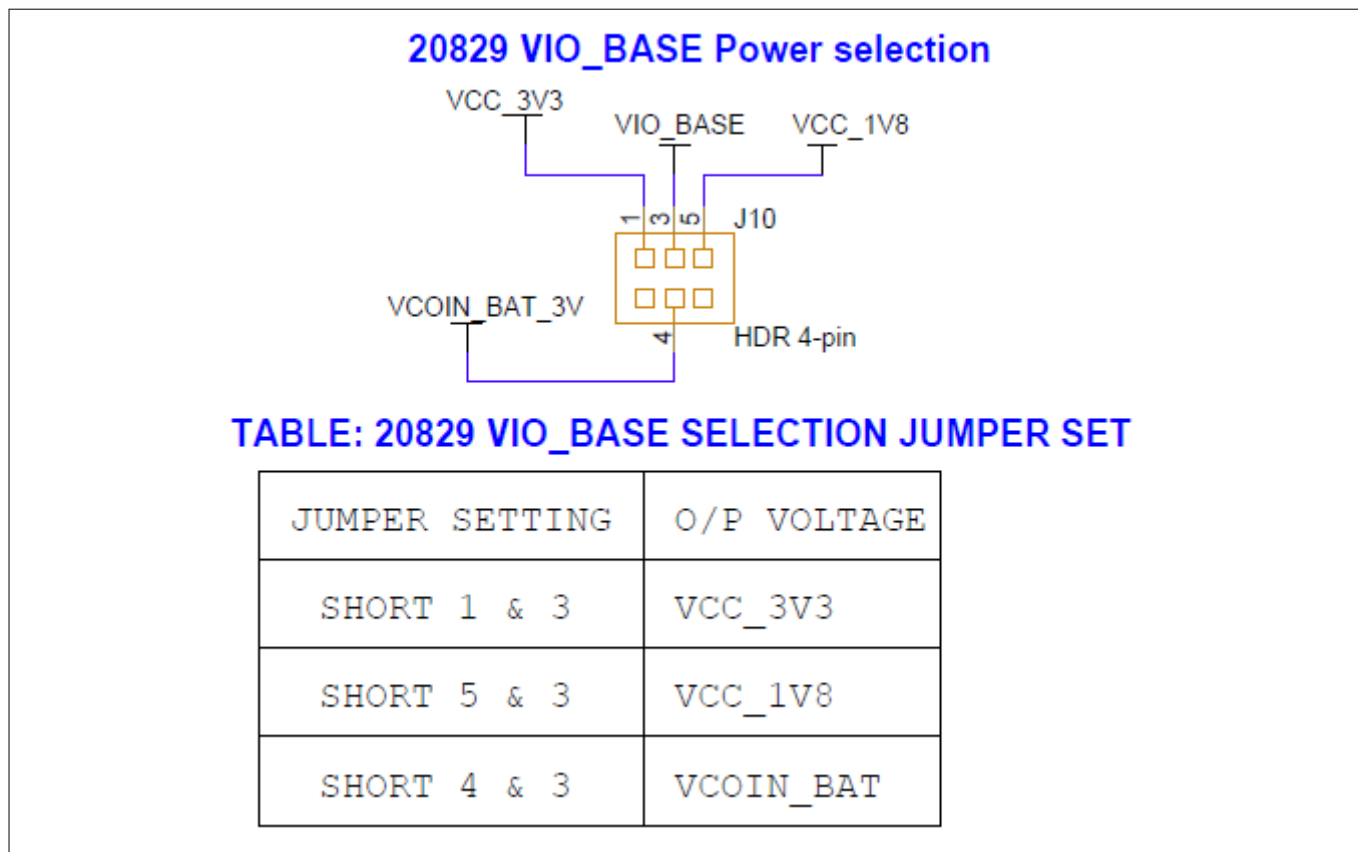 20829 VIO_BASE Power selection
VCC_3V3
VIO_BASE
VCC_1V8
1
3
5
J10
VCOIN_BAT_3V
4
HDR 4-pin
TABLE: 20829 VIO_BASE SELECTION JUMPER SET
JUMPER SETTING
O/P VOLTAGE
SHORT 1 & 3
VCC_3V3
SHORT 5 & 3
VCC_1V8
SHORT 4 & 3
VCOIN_BAT